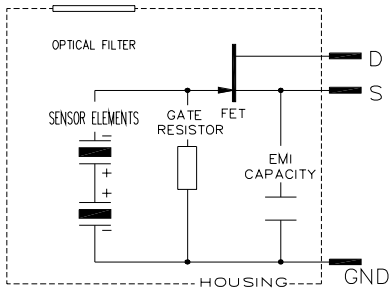 OPTICAL FILTER
D
S
SENSOR ELEMENTS
GATE
RESISTOR
FET
EMI
CAPACITY
−
+
+
−
HOUSING
GND